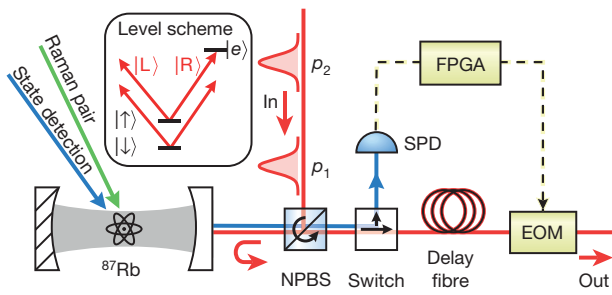 Level scheme
|L⟩ |R⟩ |e⟩
|↑⟩
|↓⟩
Raman pair
State detection
p₂
In
p₁
FPGA
SPD
⁸⁷Rb
NPBS
Switch
Delay
fibre
EOM
Out